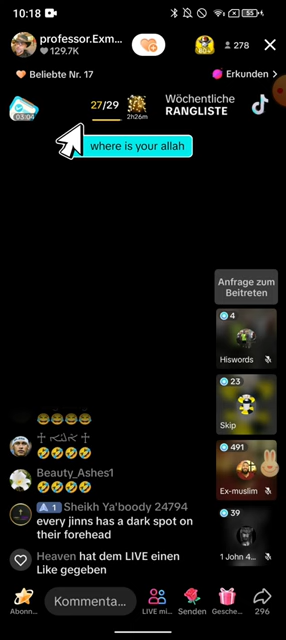 10:18
55
professor.Exm...
129.7K
278
Beliebte Nr. 17
Erkunden
03:04
27/29
2h26m
Wöchentliche
RANGLISTE
where is your allah
Anfrage zum
Beitreten
4
Hiswords
23
Skip
491
Ex-muslim
39
1 John 4...
Beauty_Ashes1
1 Sheikh Ya'boody 24794
every jinns has a dark spot on
their forehead
Heaven hat dem LIVE einen
Like gegeben
Kommenta...
Abonn...
LIVE mi...
Senden
Gesche...
296